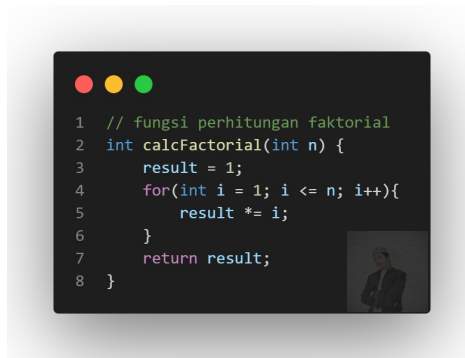 1 // fungsi perhitungan faktorial
2 int calcFactorial(int n) {
3     result = 1;
4     for(int i = 1; i <= n; i++){
5         result *= i;
6     }
7     return result;
8 }